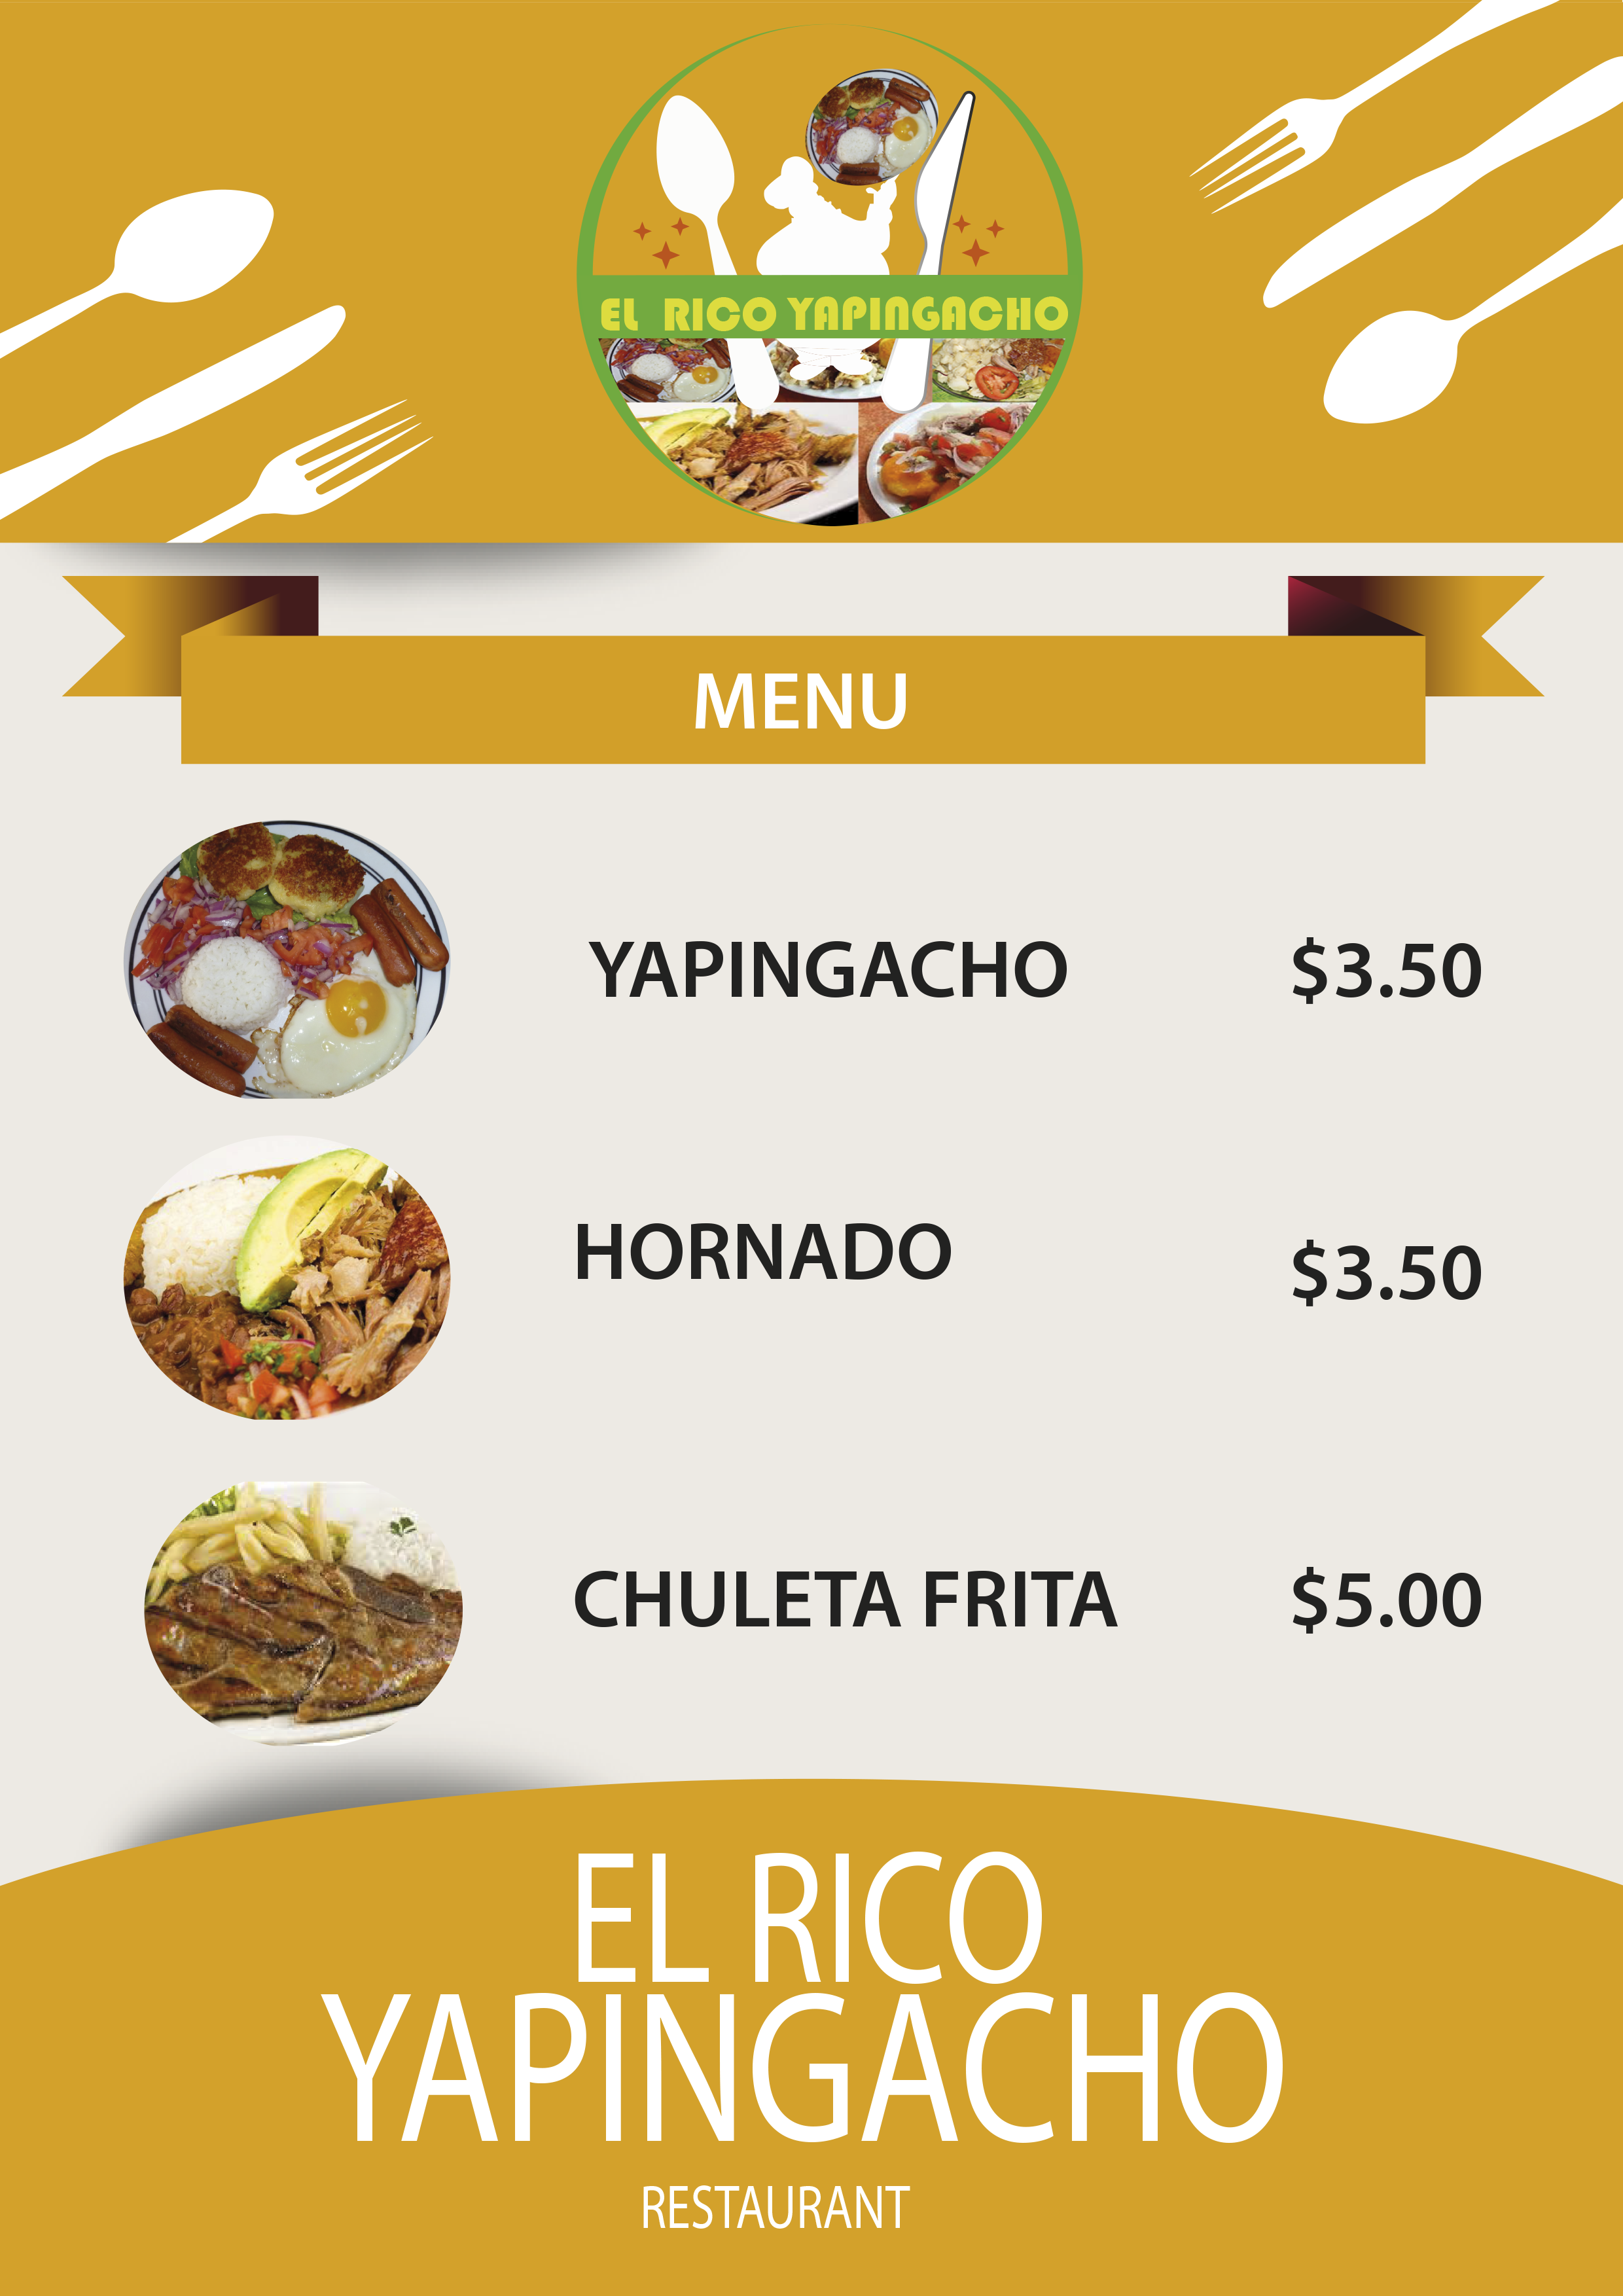 EL RICO YAPINGACHO
MENU
YAPINGACHO $3.50
HORNADO $3.50
CHULETA FRITA $5.00
EL RICO
YAPINGACHO
RESTAURANT